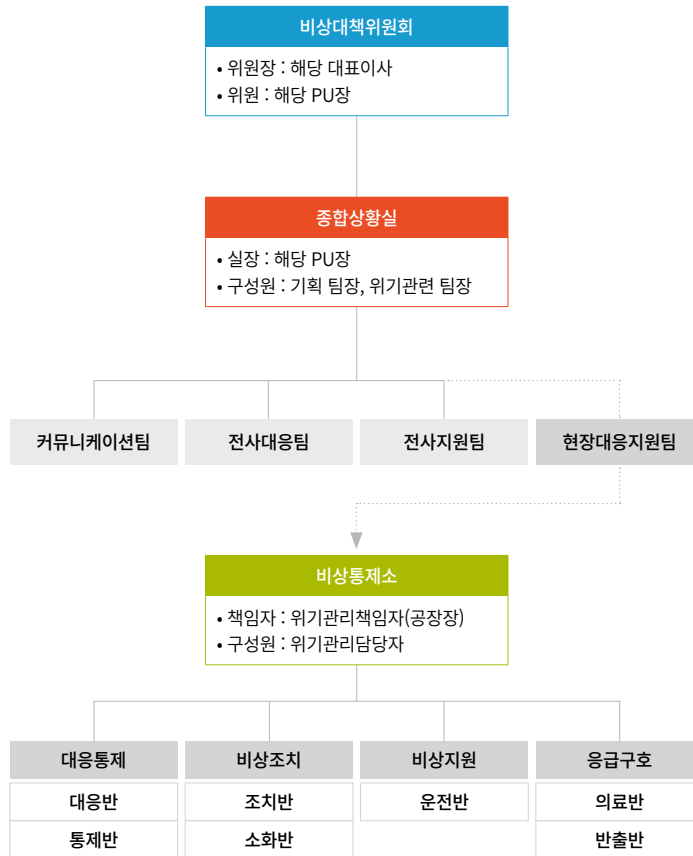 비상대책위원회
• 위원장 : 해당 대표이사
• 위원 : 해당 PU장
종합상황실
• 실장 : 해당 PU장
• 구성원 : 기획 팀장, 위기관련 팀장
커뮤니케이션팀
전사대응팀
전사지원팀
현장대응지원팀
비상통제소
• 책임자 : 위기관리책임자(공장장)
• 구성원 : 위기관리담당자
대응통제
비상조치
비상지원
응급구호
대응반
조치반
운전반
의료반
통제반
소화반
반출반